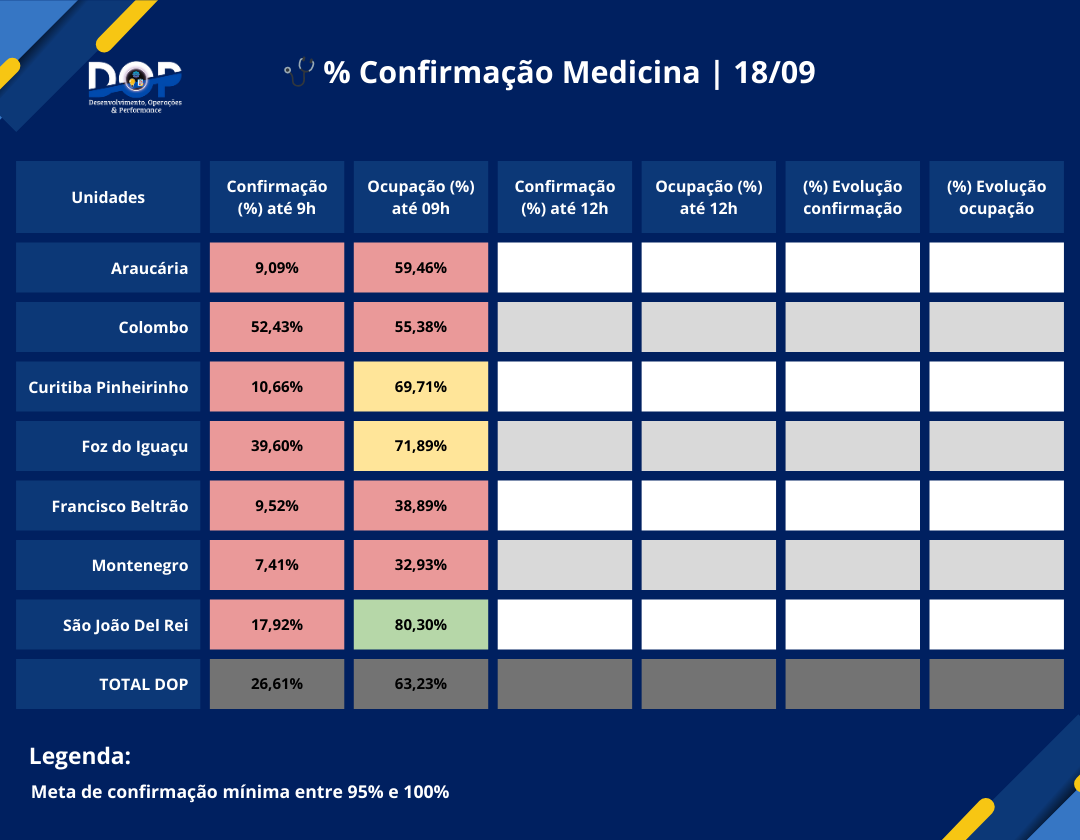 DOP
Desenvolvimento, Operações
& Performance
% Confirmação Medicina | 18/09
Unidades
Confirmação
(%) até 9h
Ocupação (%)
até 09h
Confirmação
(%) até 12h
Ocupação (%)
até 12h
(%) Evolução
confirmação
(%) Evolução
ocupação
Araucária 9,09% 59,46%
Colombo 52,43% 55,38%
Curitiba Pinheirinho 10,66% 69,71%
Foz do Iguaçu 39,60% 71,89%
Francisco Beltrão 9,52% 38,89%
Montenegro 7,41% 32,93%
São João Del Rei 17,92% 80,30%
TOTAL DOP 26,61% 63,23%
Legenda:
Meta de confirmação mínima entre 95% e 100%